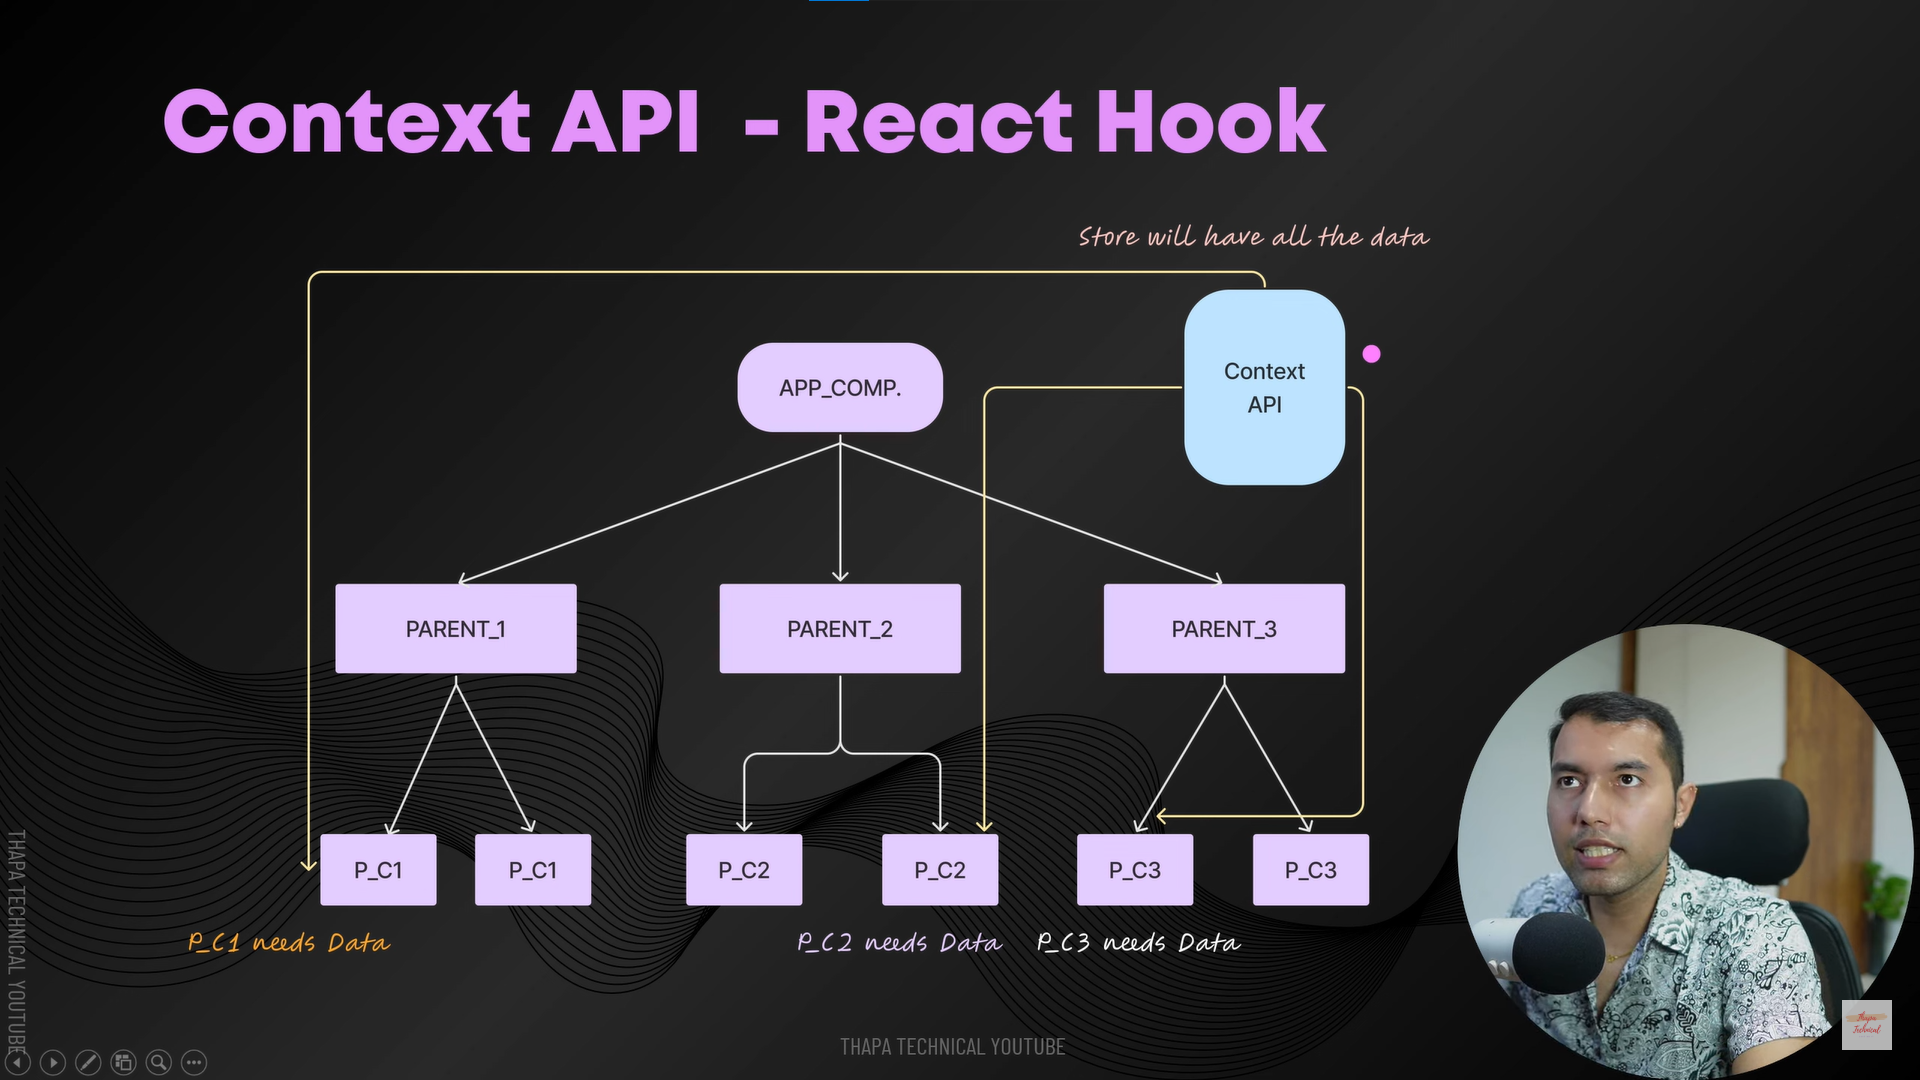 Context API - React Hook
Store will have all the data
Context
API
APP_COMP.
PARENT_1
PARENT_2
PARENT_3
P_C1
P_C1
P_C2
P_C2
P_C3
P_C3
P_C1 needs Data
P_C2 needs Data
P_C3 needs Data
THAPA TECHNICAL YOUTUBE
THAPA TECHNICAL YOUTUBE
Thapa
Technical